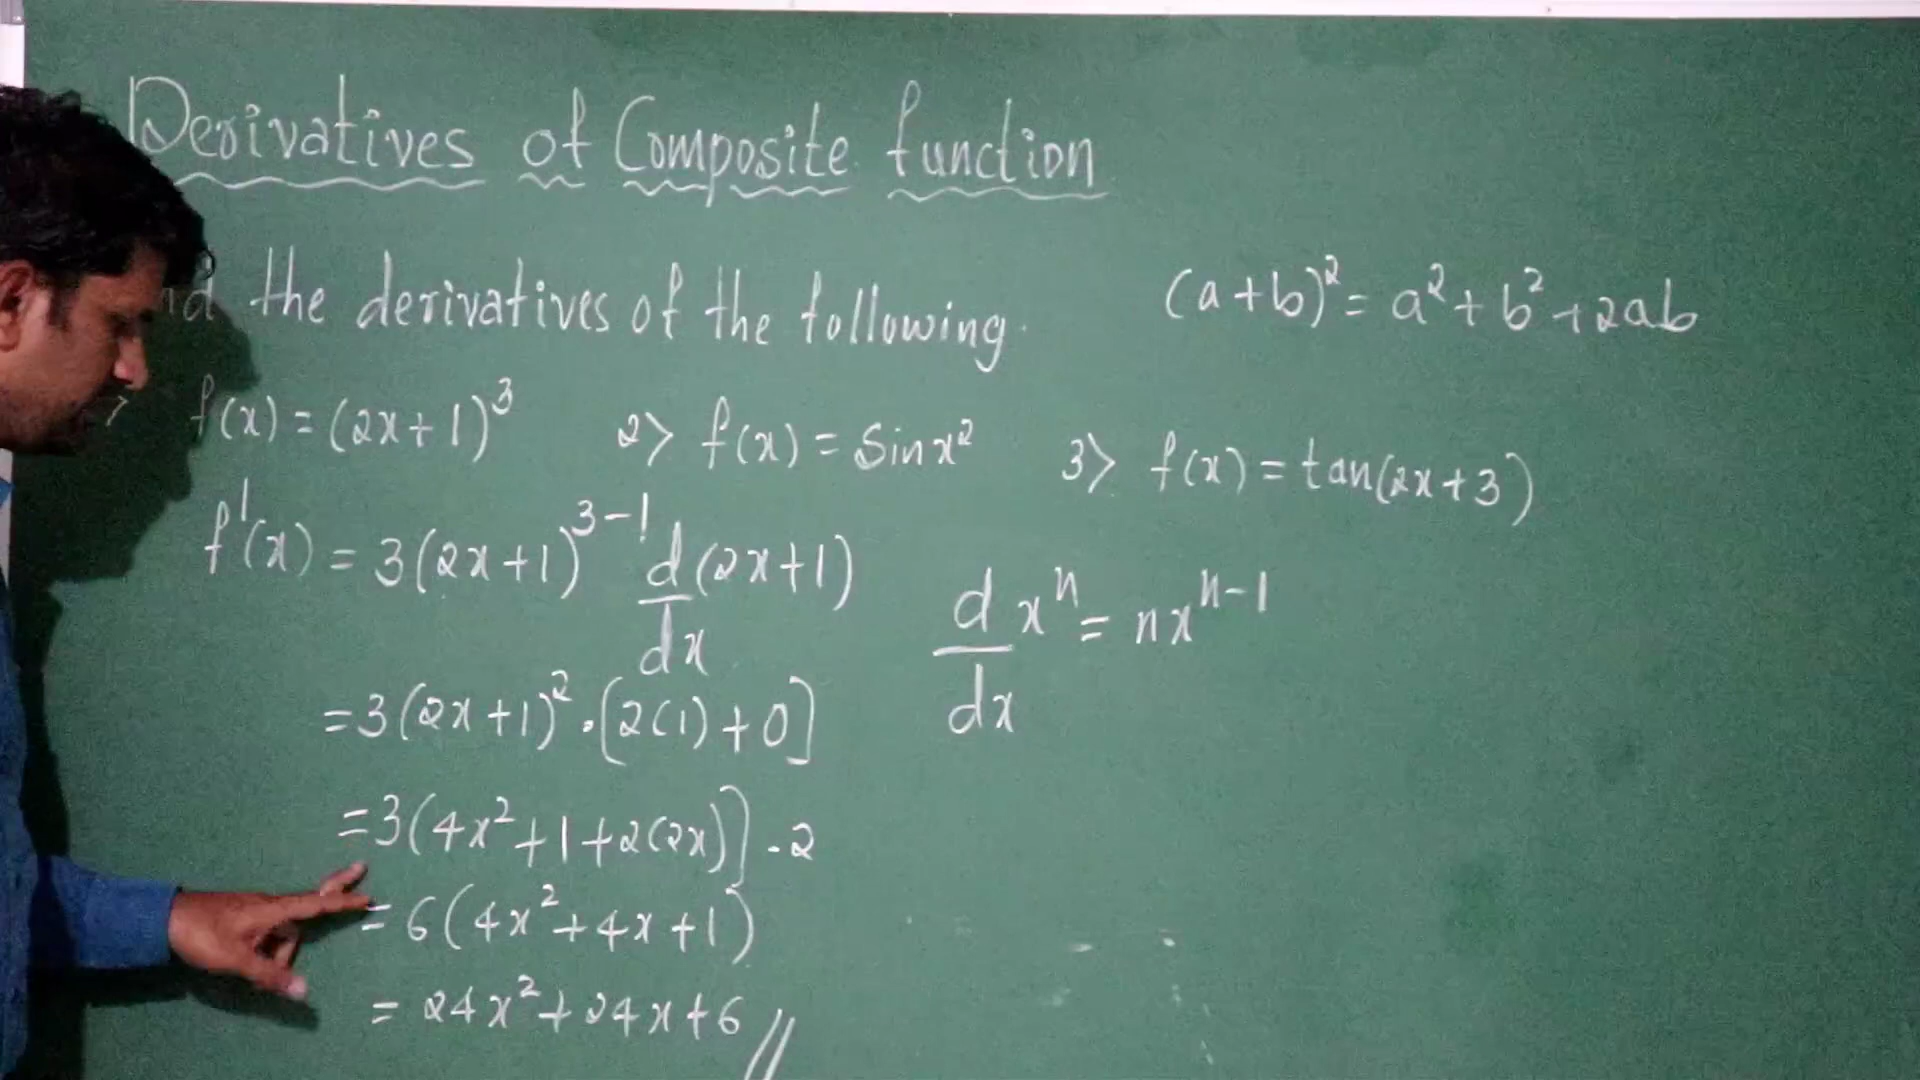 Derivatives of Composite function
the derivatives of the following.
(a+b)² = a² + b² + 2ab
f(x) = (2x+1)³ 2> f(x) = Sinx² 3> f(x) = tan(2x+3)
f'(x) = 3(2x+1)³⁻¹ d/dx (2x+1)
d/dx xⁿ = nxⁿ⁻¹
= 3(2x+1)² · [2(1)+0]
= 3(4x²+1+2(2x)) · 2
= 6(4x²+4x+1)
= 24x²+24x+6 //